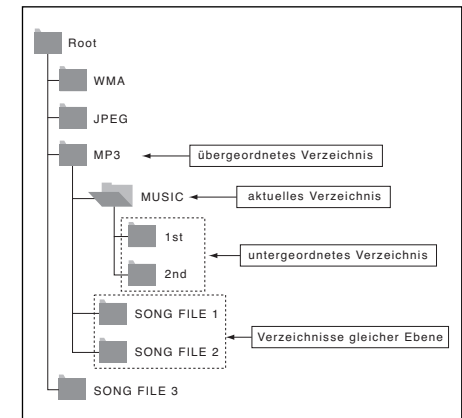 Root
WMA
JPEG
MP3
übergeordnetes Verzeichnis
MUSIC
aktuelles Verzeichnis
1st
untergeordnetes Verzeichnis
2nd
SONG FILE 1
Verzeichnisse gleicher Ebene
SONG FILE 2
SONG FILE 3